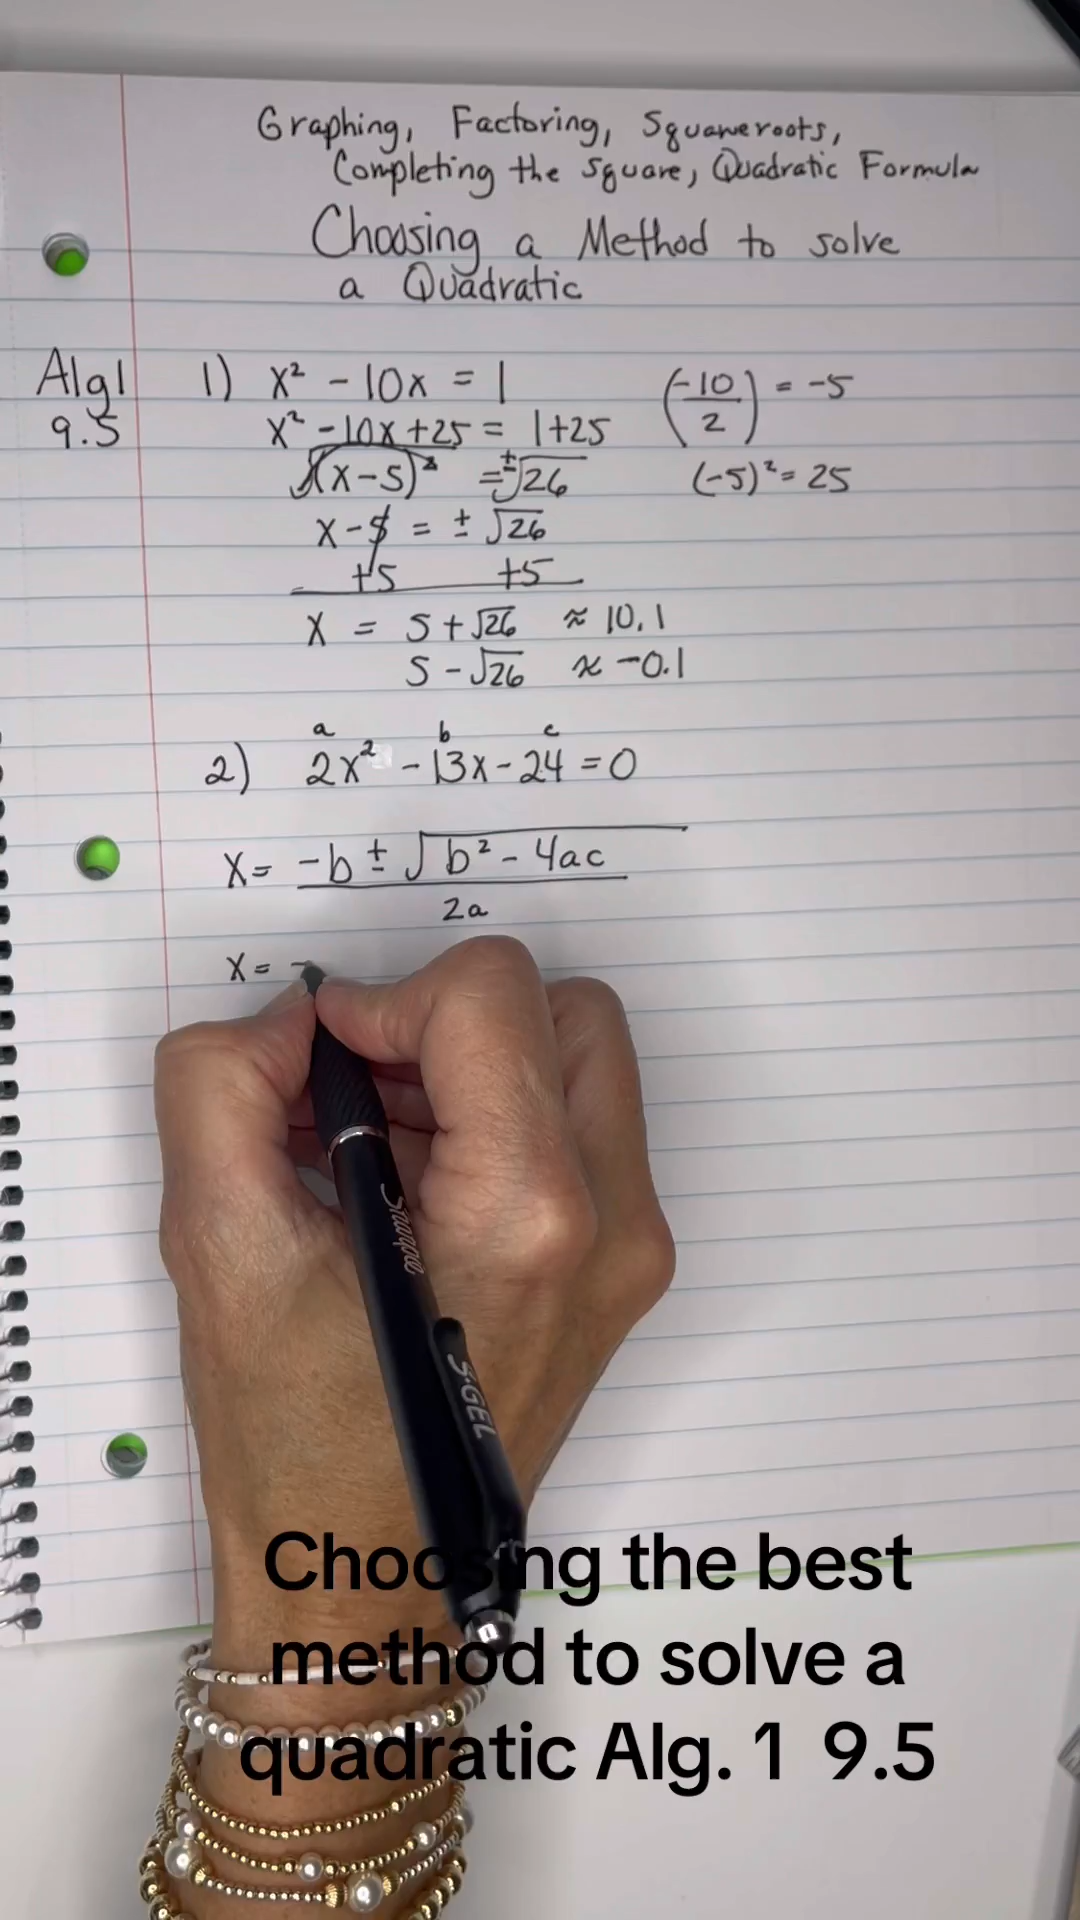 Graphing, Factoring, Squareroots,
Completing the square, Quadratic Formula
Choosing a Method to solve
a Quadratic
Alg1
9.5
1) x² - 10x = 1
(-10/2) = -5
x² - 10x + 25 = 1 + 25
√(x-5)² = ±√26
(-5)² = 25
x - 5 = ± √26
+5 +5
x = 5 + √26 ≈ 10.1
5 - √26 ≈ -0.1
a b c
2) 2x² - 13x - 24 = 0
x = -b ± √b² - 4ac
2a
x = -
Sharpie
S·GEL
Choosing the best
method to solve a
quadratic Alg. 1 9.5